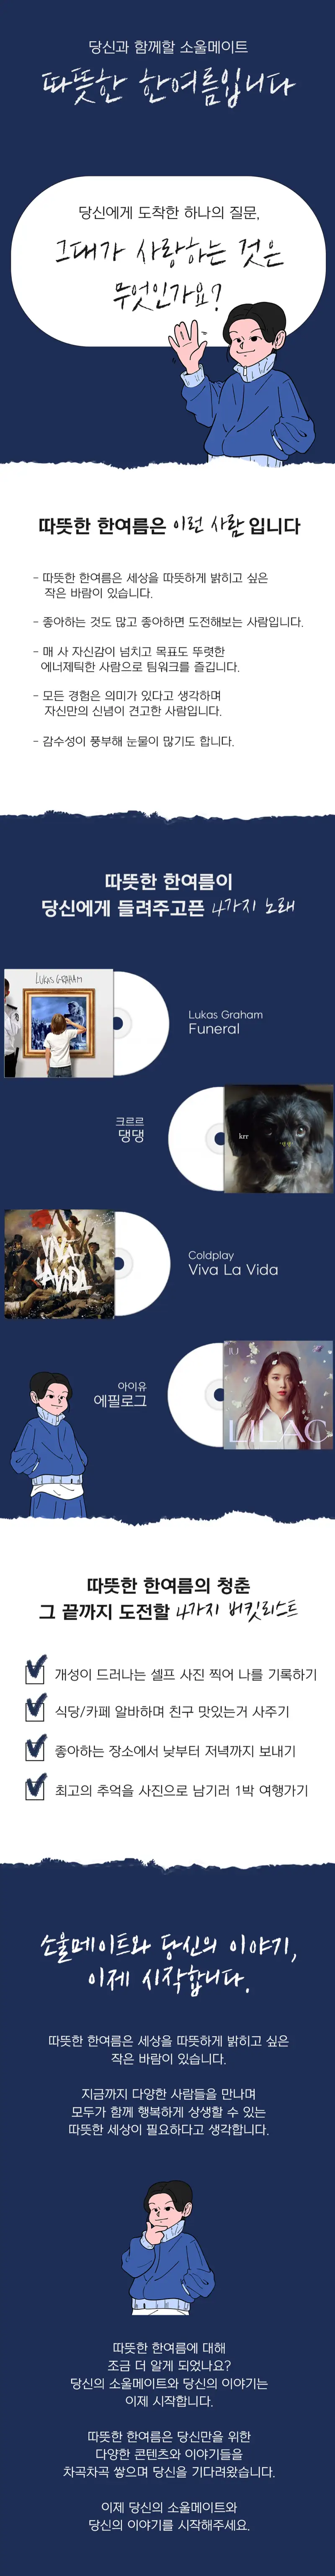 당신과 함께할 소울메이트
따뜻한 한여름입니다
당신에게 도착한 하나의 질문,
그대가 사랑하는 것은
무엇인가요?
따뜻한 한여름은 이런 사람 입니다
- 따뜻한 한여름은 세상을 따뜻하게 밝히고 싶은
작은 바람이 있습니다.
- 좋아하는 것도 많고 좋아하면 도전해보는 사람입니다.
- 매 사 자신감이 넘치고 목표도 뚜렷한
에너제틱한 사람으로 팀워크를 즐깁니다.
- 모든 경험은 의미가 있다고 생각하며
자신만의 신념이 견고한 사람입니다.
- 감수성이 풍부해 눈물이 많기도 합니다.
따뜻한 한여름이
당신에게 들려주고픈 4가지 노래
LUKAS GRAHAM
Lukas Graham
Funeral
크르르
댕댕
krr
Coldplay
Viva La Vida
VIVA
LA VIDA
아이유
에필로그
LILAC
따뜻한 한여름의 청춘
그 끝까지 도전할 4가지 버킷리스트
개성이 드러나는 셀프 사진 찍어 나를 기록하기
식당/카페 알바하며 친구 맛있는거 사주기
좋아하는 장소에서 낮부터 저녁까지 보내기
최고의 추억을 사진으로 남기러 1박 여행가기
소울메이트와 당신의 이야기,
이제 시작합니다.
따뜻한 한여름은 세상을 따뜻하게 밝히고 싶은
작은 바람이 있습니다.
지금까지 다양한 사람들을 만나며
모두가 함께 행복하게 상생할 수 있는
따뜻한 세상이 필요하다고 생각합니다.
따뜻한 한여름에 대해
조금 더 알게 되었나요?
당신의 소울메이트와 당신의 이야기는
이제 시작합니다.
따뜻한 한여름은 당신만을 위한
다양한 콘텐츠와 이야기들을
차곡차곡 쌓으며 당신을 기다려왔습니다.
이제 당신의 소울메이트와
당신의 이야기를 시작해주세요.